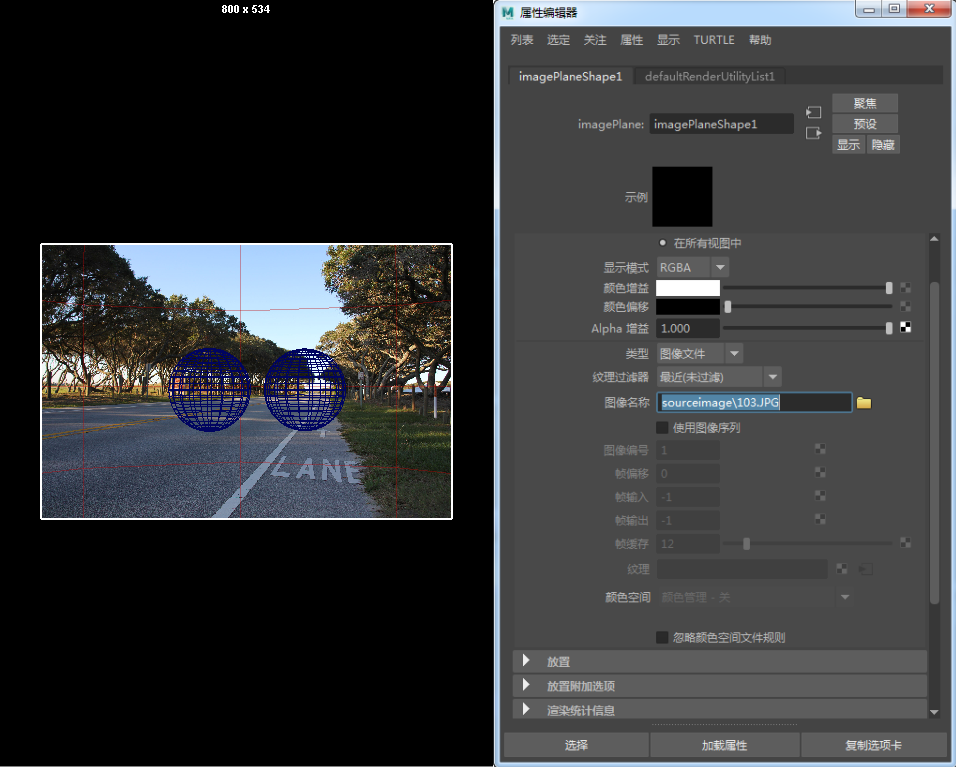 800 x 534
属性编辑器
列表 选定 关注 属性 显示 TURTLE 帮助
imagePlaneShape1 defaultRenderUtilityList1
imagePlane: imagePlaneShape1
聚焦
预设
显示 隐藏
示例
在所有视图中
显示模式 RGBA
颜色增益
颜色偏移
Alpha 增益 1.000
类型 图像文件
纹理过滤器 最近(未过滤)
图像名称 sourceimage\103.JPG
使用图像序列
图像编号 1
帧偏移 0
帧输入 -1
帧输出 -1
帧缓存 12
纹理
颜色空间 颜色管理 - 关
忽略颜色空间文件规则
放置
放置附加选项
渲染统计信息
选择 加载属性 复制选项卡
LANE